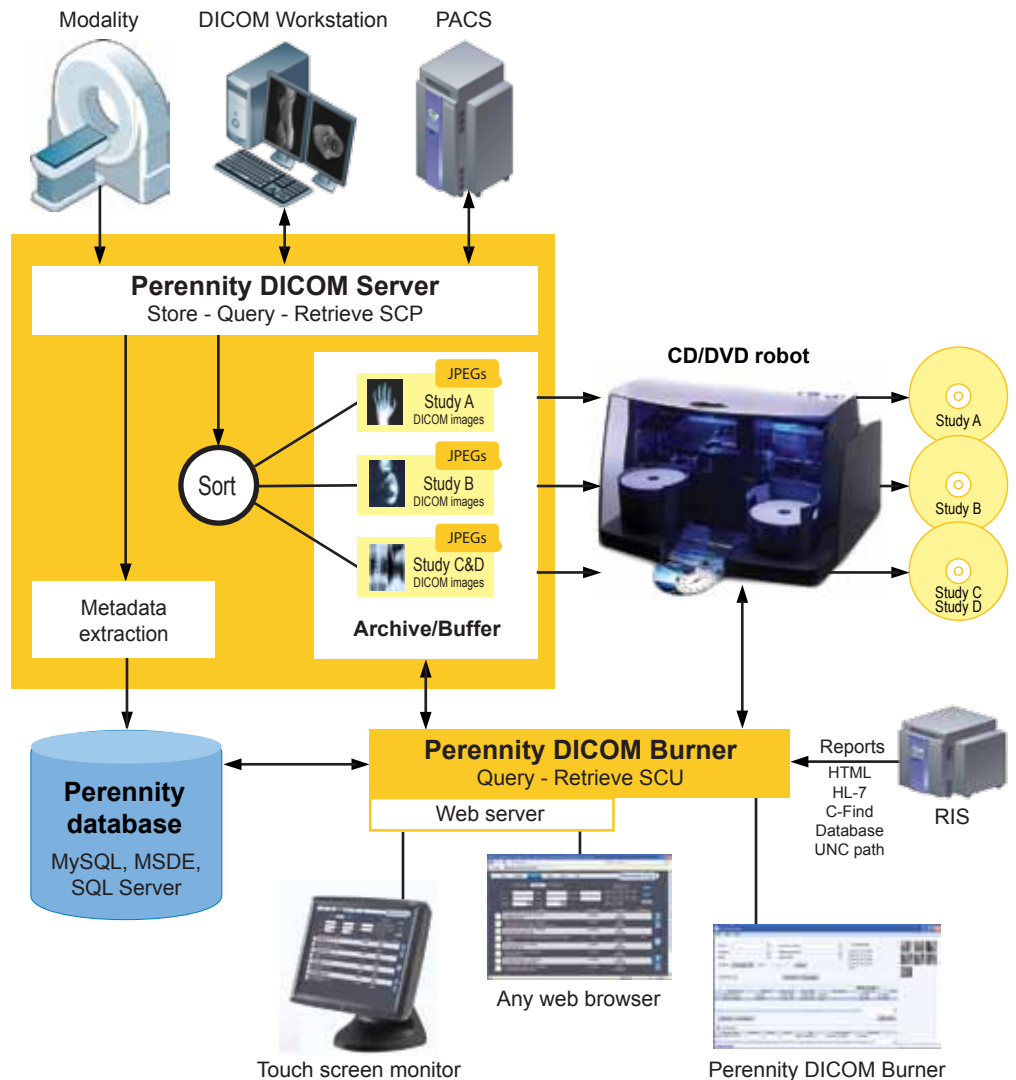 Modality
DICOM Workstation
PACS
Perennity DICOM Server
Store - Query - Retrieve SCP
CD/DVD robot
JPEGs
Study A
DICOM images
Study A
Sort
JPEGs
Study B
DICOM images
Study B
JPEGs
Study C&D
DICOM images
Study C
Study D
Metadata
extraction
Archive/Buffer
Perennity DICOM Burner
Query - Retrieve SCU
Web server
Reports
HTML
HL-7
C-Find
Database
UNC path
RIS
Perennity
database
MySQL, MSDE,
SQL Server
Any web browser
Touch screen monitor
Perennity DICOM Burner